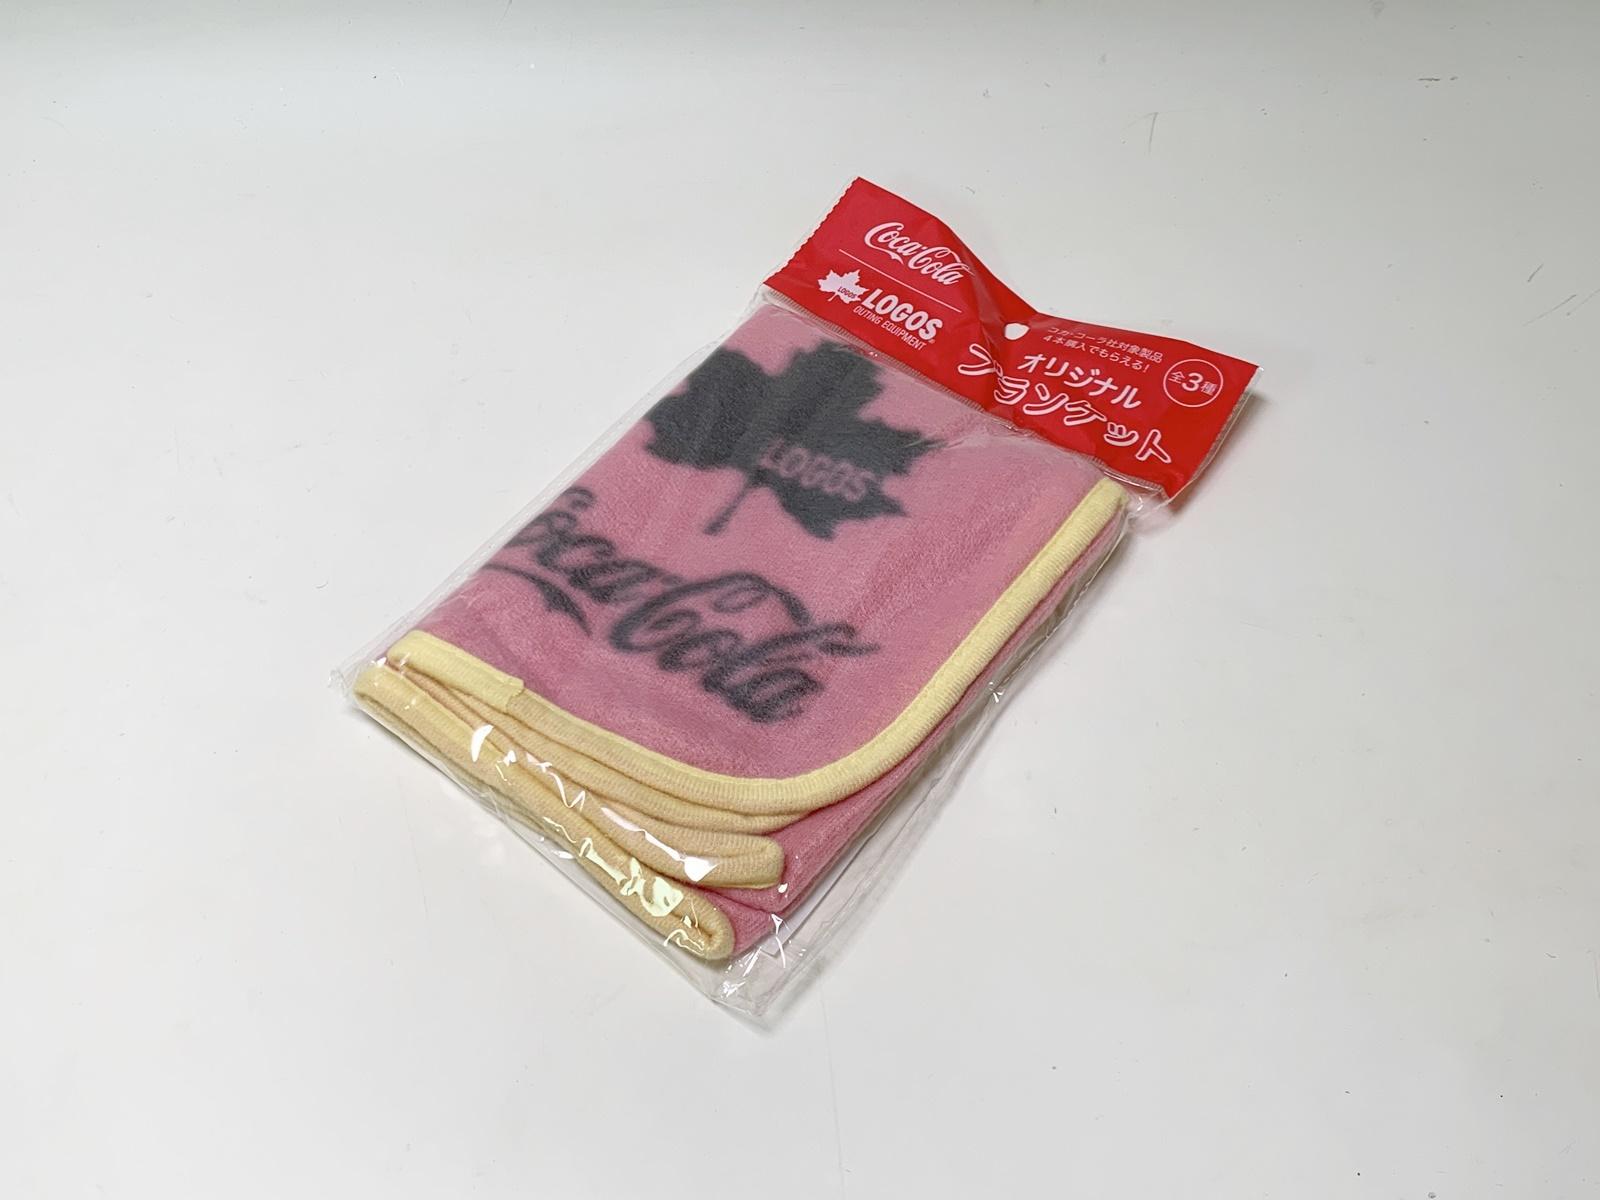 Coca-Cola
LOGOS
LOGOS
OUTING EQUIPMENT
コカ・コーラ社対象製品
4本購入でもらえる!
オリジナル
ブランケット
全3種
LOGOS
Coca-Cola